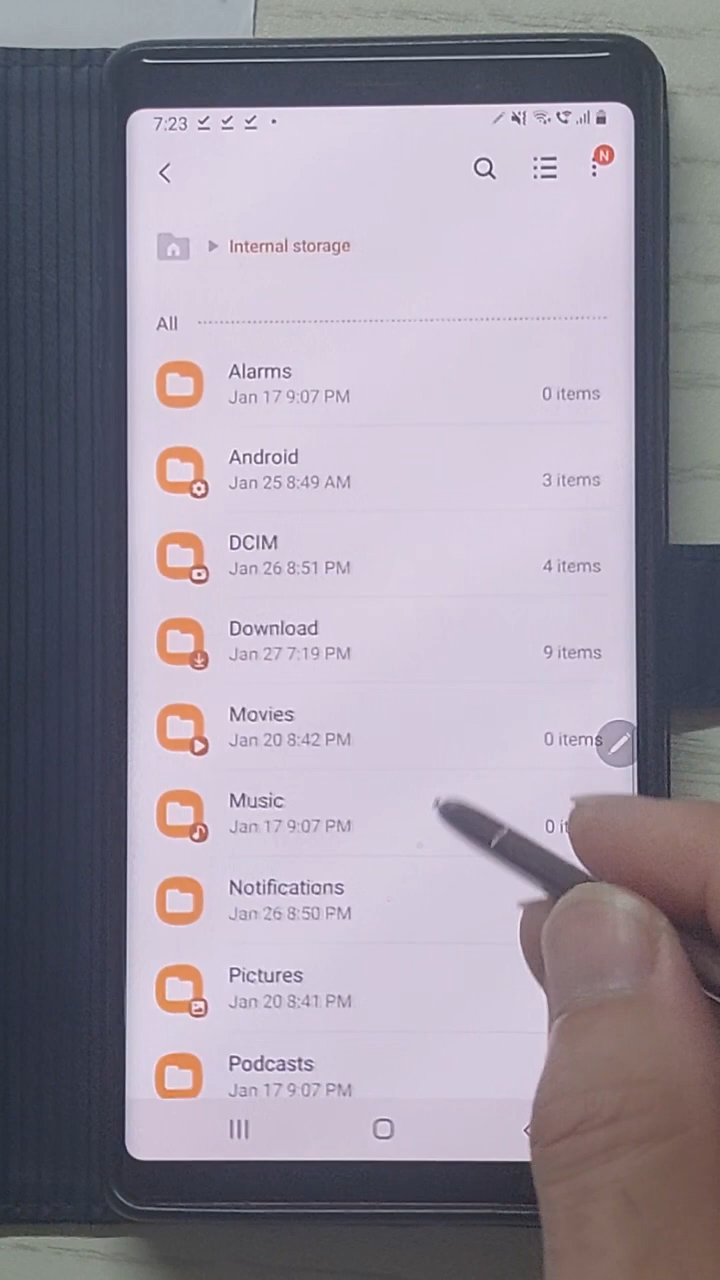 7:23
N
Internal storage
All
Alarms
Jan 17 9:07 PM
0 items
Android
Jan 25 8:49 AM
3 items
DCIM
Jan 26 8:51 PM
4 items
Download
Jan 27 7:19 PM
9 items
Movies
Jan 20 8:42 PM
0 items
Music
Jan 17 9:07 PM
0 it
Notifications
Jan 26 8:50 PM
Pictures
Jan 20 8:41 PM
Podcasts
Jan 17 9:07 PM